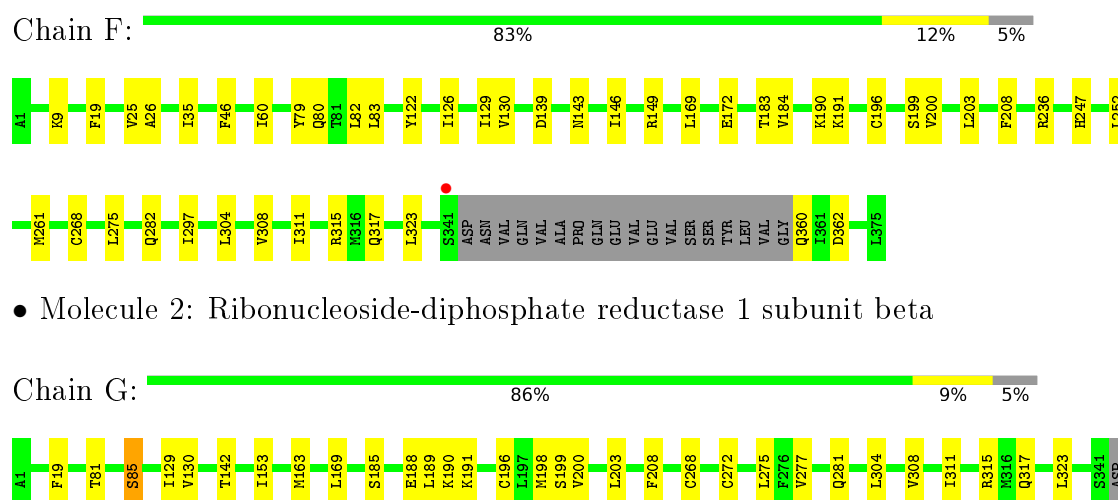 Chain F:
83% 12% 5%
A1 K9 F19 V25 A26 I35 F46 I60 Y79 Q80 T81 L82 L83 Y122 I126 I129 V130 D139 N143 I146 R149 L169 E172 T183 V184 K190 K191 C196 S199 V200 L203 F208 R236 H247
M261 C268 L275 Q282 I297 L304 V308 I311 R315 M316 Q317 L323 S341 ASP ASN VAL GLN VAL ALA PRO GLN GLU VAL GLU VAL SER SER TYR LEU VAL GLY Q360 I361 D362 L375
• Molecule 2: Ribonucleoside-diphosphate reductase 1 subunit beta
Chain G:
86% 9% 5%
A1 F19 T81 S85 I129 V130 T142 I153 M163 L169 S185 E188 L189 K190 K191 C196 L197 M198 S199 V200 L203 F208 C268 C272 L275 F276 V277 Q281 L304 V308 I311 R315 M316 Q317 L323 S341